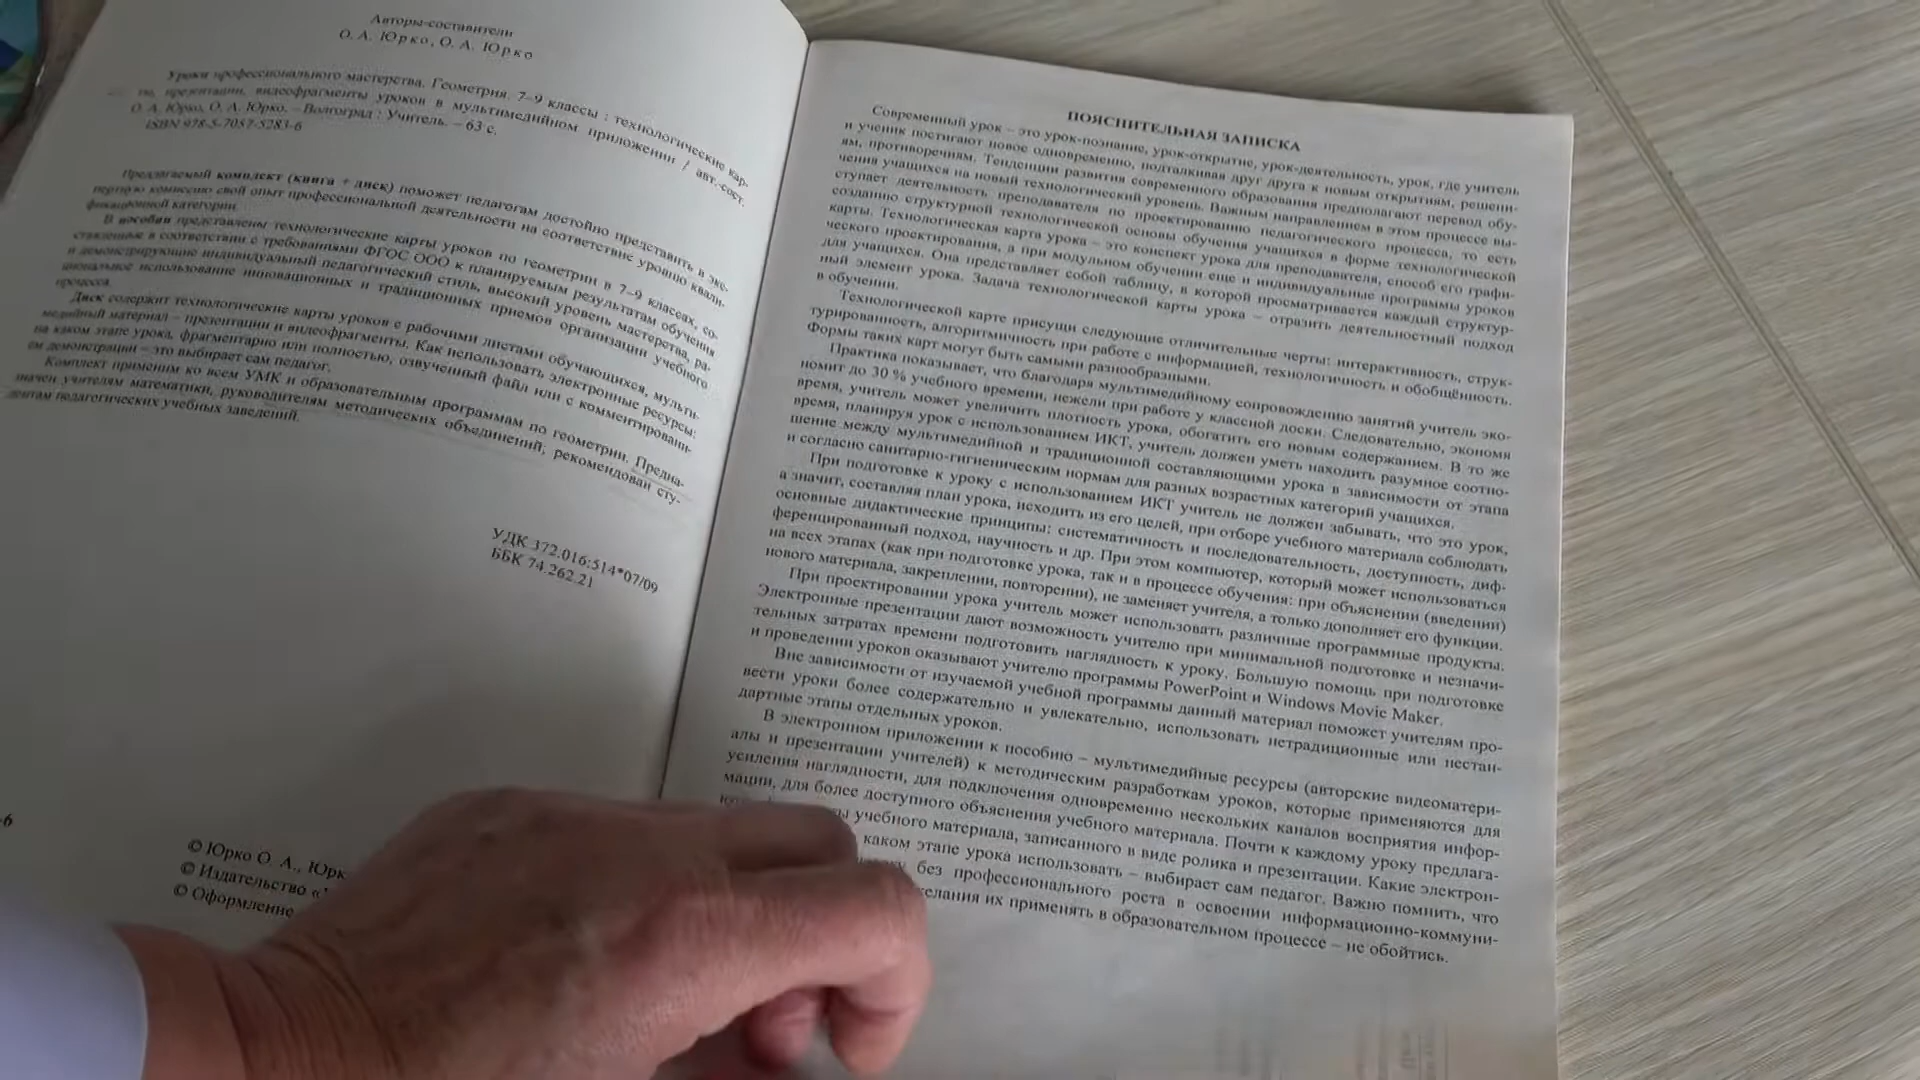 Авторы-составители
О. А. Юрко, О. А. Юрко
Уроки профессионального мастерства. Геометрия. 7–9 классы : технологические кар-
ты, презентации, видеофрагменты уроков в мультимедийном приложении / авт.-сост.
О. А. Юрко, О. А. Юрко. – Волгоград : Учитель. – 63 с.
ISBN 978-5-7057-5283-6
Предлагаемый комплект (книга + диск) поможет педагогам достойно представить в экс-
пертную комиссию свой опыт профессиональной деятельности на соответствие уровню квали-
фикационной категории.
В пособии представлены технологические карты уроков по геометрии в 7–9 классах, со-
ставленные в соответствии с требованиями ФГОС ООО к планируемым результатам обучения
и демонстрирующие индивидуальный педагогический стиль, высокий уровень мастерства, ра-
циональное использование инновационных и традиционных приемов организации учебного
процесса.
Диск содержит технологические карты уроков с рабочими листами обучающихся, мульти-
медийный материал – презентации и видеофрагменты. Как использовать электронные ресурсы:
на каком этапе урока, фрагментарно или полностью, озвученный файл или с комментировани-
ем демонстрации – это выбирает сам педагог.
Комплект применим ко всем УМК и образовательным программам по геометрии. Предна-
значен учителям математики, руководителям методических объединений; рекомендован сту-
дентам педагогических учебных заведений.
УДК 372.016:514*07/09
ББК 74.262.21
-6
© Юрко О. А., Юрк
© Издательство «
© Оформление
ПОЯСНИТЕЛЬНАЯ ЗАПИСКА
Современный урок – это урок-познание, урок-открытие, урок-деятельность, урок, где учитель
и ученик постигают новое одновременно, подталкивая друг друга к новым открытиям, решени-
ям, противоречиям. Тенденции развития современного образования предполагают перевод обу-
чения учащихся на новый технологический уровень. Важным направлением в этом процессе вы-
ступает деятельность преподавателя по проектированию педагогического процесса, то есть
созданию структурной технологической основы обучения учащихся в форме технологической
карты. Технологическая карта урока – это конспект урока для преподавателя, способ его графи-
ческого проектирования, а при модульном обучении еще и индивидуальные программы уроков
для учащихся. Она представляет собой таблицу, в которой просматривается каждый структур-
ный элемент урока. Задача технологической карты урока – отразить деятельностный подход
в обучении.
Технологической карте присущи следующие отличительные черты: интерактивность, струк-
турированность, алгоритмичность при работе с информацией, технологичность и обобщённость.
Формы таких карт могут быть самыми разнообразными.
Практика показывает, что благодаря мультимедийному сопровождению занятий учитель эко-
номит до 30 % учебного времени, нежели при работе у классной доски. Следовательно, экономя
время, учитель может увеличить плотность урока, обогатить его новым содержанием. В то же
время, планируя урок с использованием ИКТ, учитель должен уметь находить разумное соотно-
шение между мультимедийной и традиционной составляющими урока в зависимости от этапа
и согласно санитарно-гигиеническим нормам для разных возрастных категорий учащихся.
При подготовке к уроку с использованием ИКТ учитель не должен забывать, что это урок,
а значит, составляя план урока, исходить из его целей, при отборе учебного материала соблюдать
основные дидактические принципы: систематичность и последовательность, доступность, диф-
ференцированный подход, научность и др. При этом компьютер, который может использоваться
на всех этапах (как при подготовке урока, так и в процессе обучения: при объяснении (введении)
нового материала, закреплении, повторении), не заменяет учителя, а только дополняет его функции.
При проектировании урока учитель может использовать различные программные продукты.
Электронные презентации дают возможность учителю при минимальной подготовке и незначи-
тельных затратах времени подготовить наглядность к уроку. Большую помощь при подготовке
и проведении уроков оказывают учителю программы PowerPoint и Windows Movie Maker.
Вне зависимости от изучаемой учебной программы данный материал поможет учителям про-
вести уроки более содержательно и увлекательно, использовать нетрадиционные или нестан-
дартные этапы отдельных уроков.
В электронном приложении к пособию – мультимедийные ресурсы (авторские видеоматери-
алы и презентации учителей) к методическим разработкам уроков, которые применяются для
усиления наглядности, для подключения одновременно нескольких каналов восприятия инфор-
мации, для более доступного объяснения учебного материала. Почти к каждому уроку предлага-
ы учебного материала, записанного в виде ролика и презентации. Какие электрон-
каком этапе урока использовать – выбирает сам педагог. Важно помнить, что
без профессионального роста в освоении информационно-коммуни-
желания их применять в образовательном процессе – не обойтись.